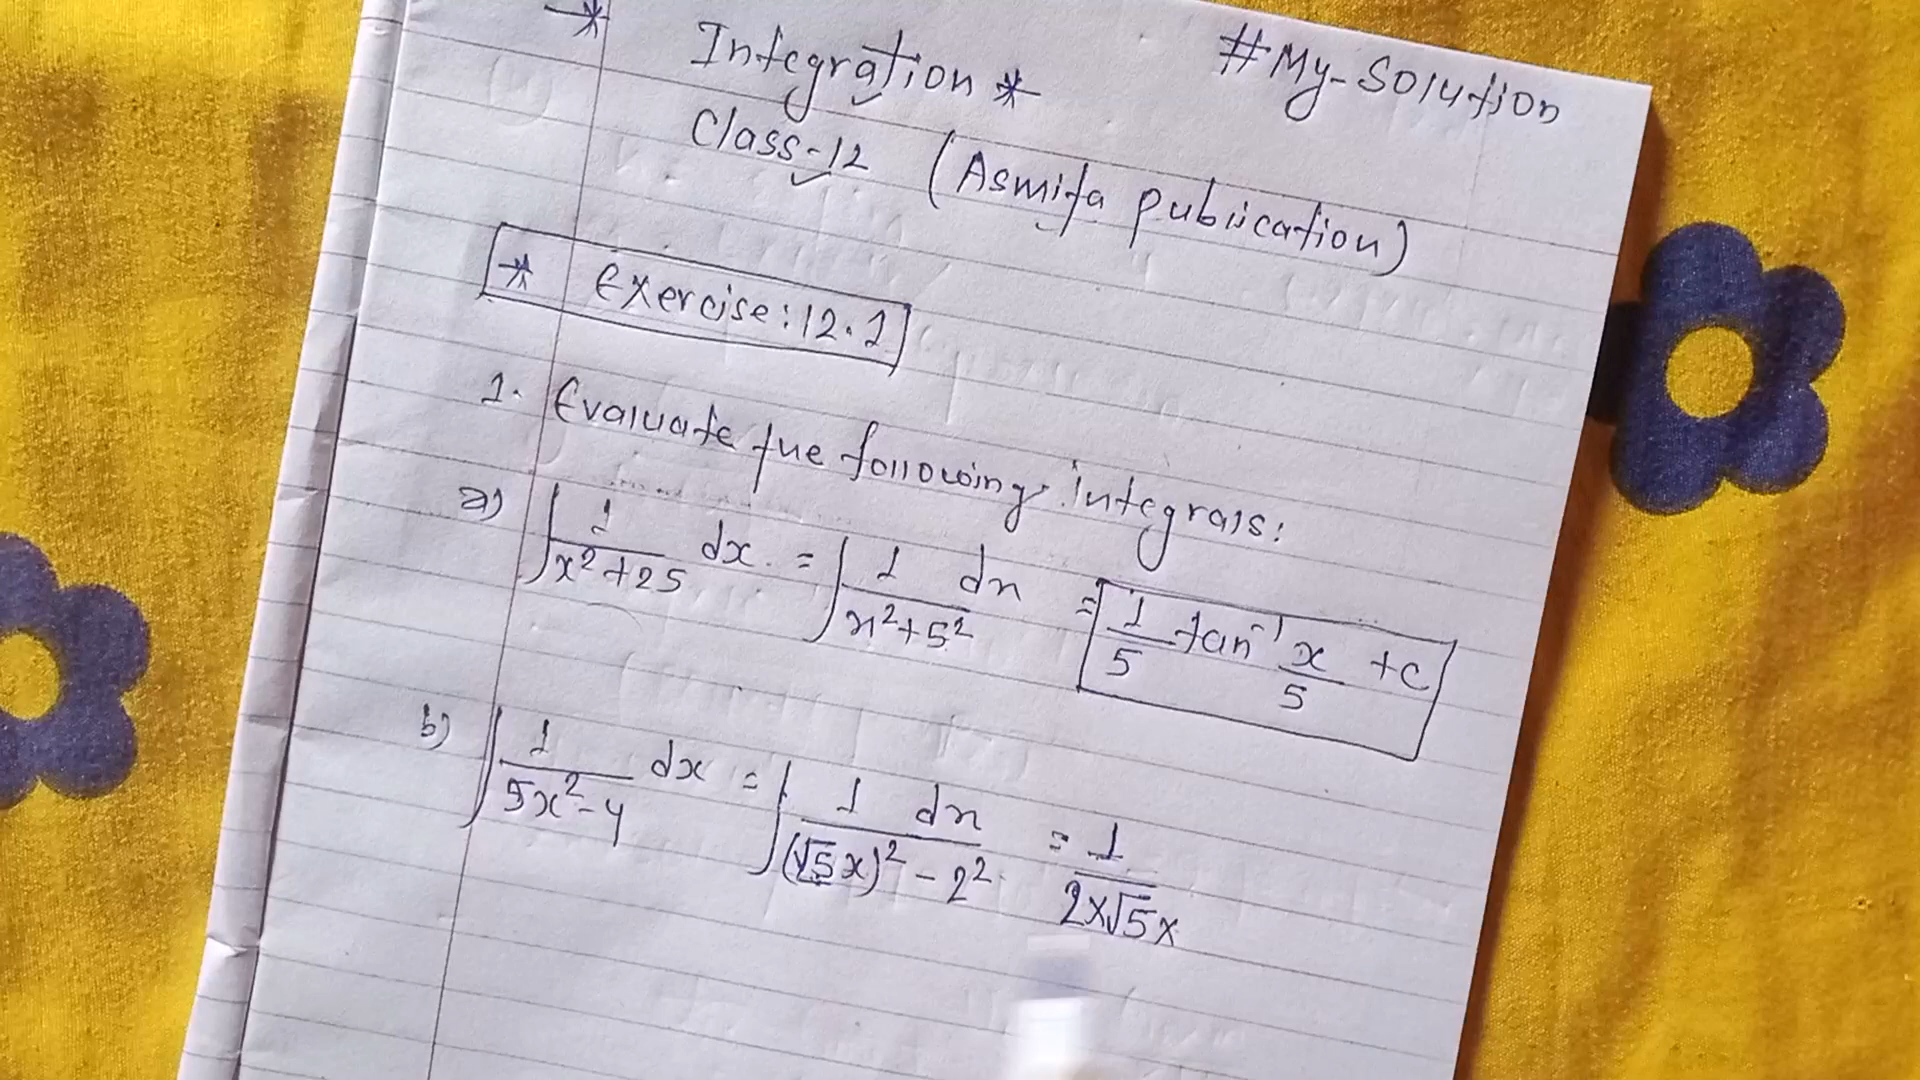 * Integration * #My-Solution
Class-12 (Asmita publication)
* Exercise: 12.1
1. Evaluate the following integrals:
a) ∫ 1/(x²+25) dx = ∫ 1/(x²+5²) dx = 1/5 tan⁻¹ x/5 + c
b) ∫ 1/(5x²-4) dx = ∫ 1/((√5x)²-2²) dx = 1/(2×√5×